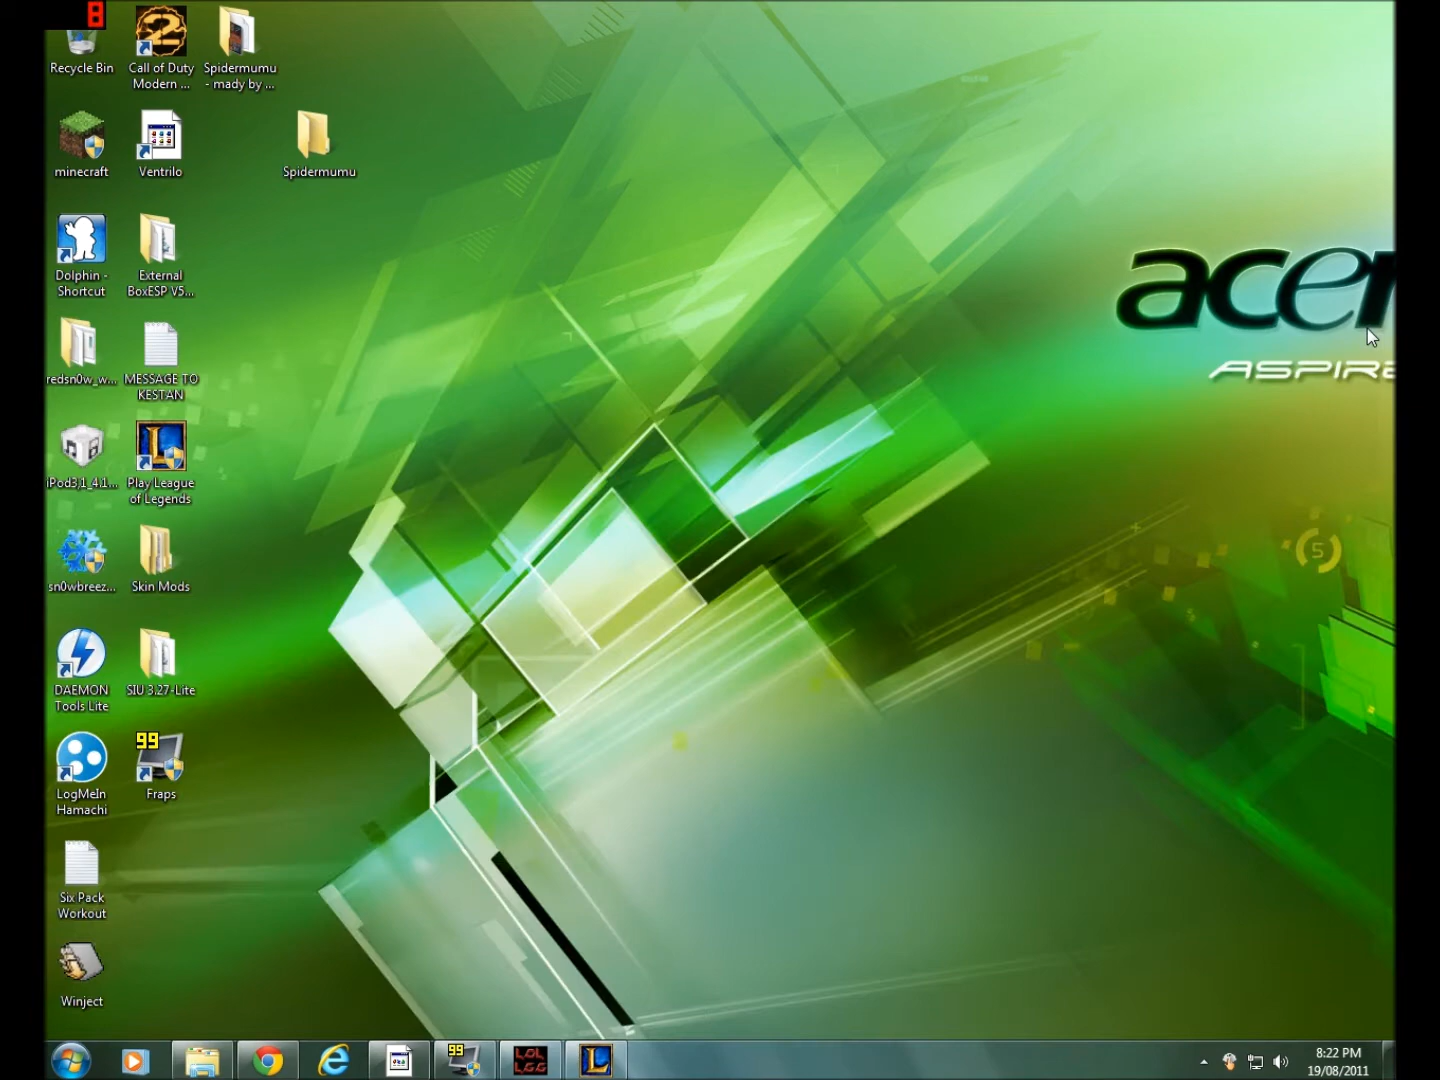 8
Recycle Bin
Call of Duty
Modern ...
Spidermumu
- mady by ...
minecraft
Ventrilo
Spidermumu
Dolphin -
Shortcut
External
BoxESP V5...
acer
ASPIRE
redsn0w_w...
MESSAGE TO
KESTAN
iPod3,1_4.1...
Play League
of Legends
sn0wbreez...
Skin Mods
5
DAEMON
Tools Lite
SIU 3.27-Lite
99
LogMeIn
Hamachi
Fraps
Six Pack
Workout
Winject
99
LOL
LGG
L
8:22 PM
19/08/2011